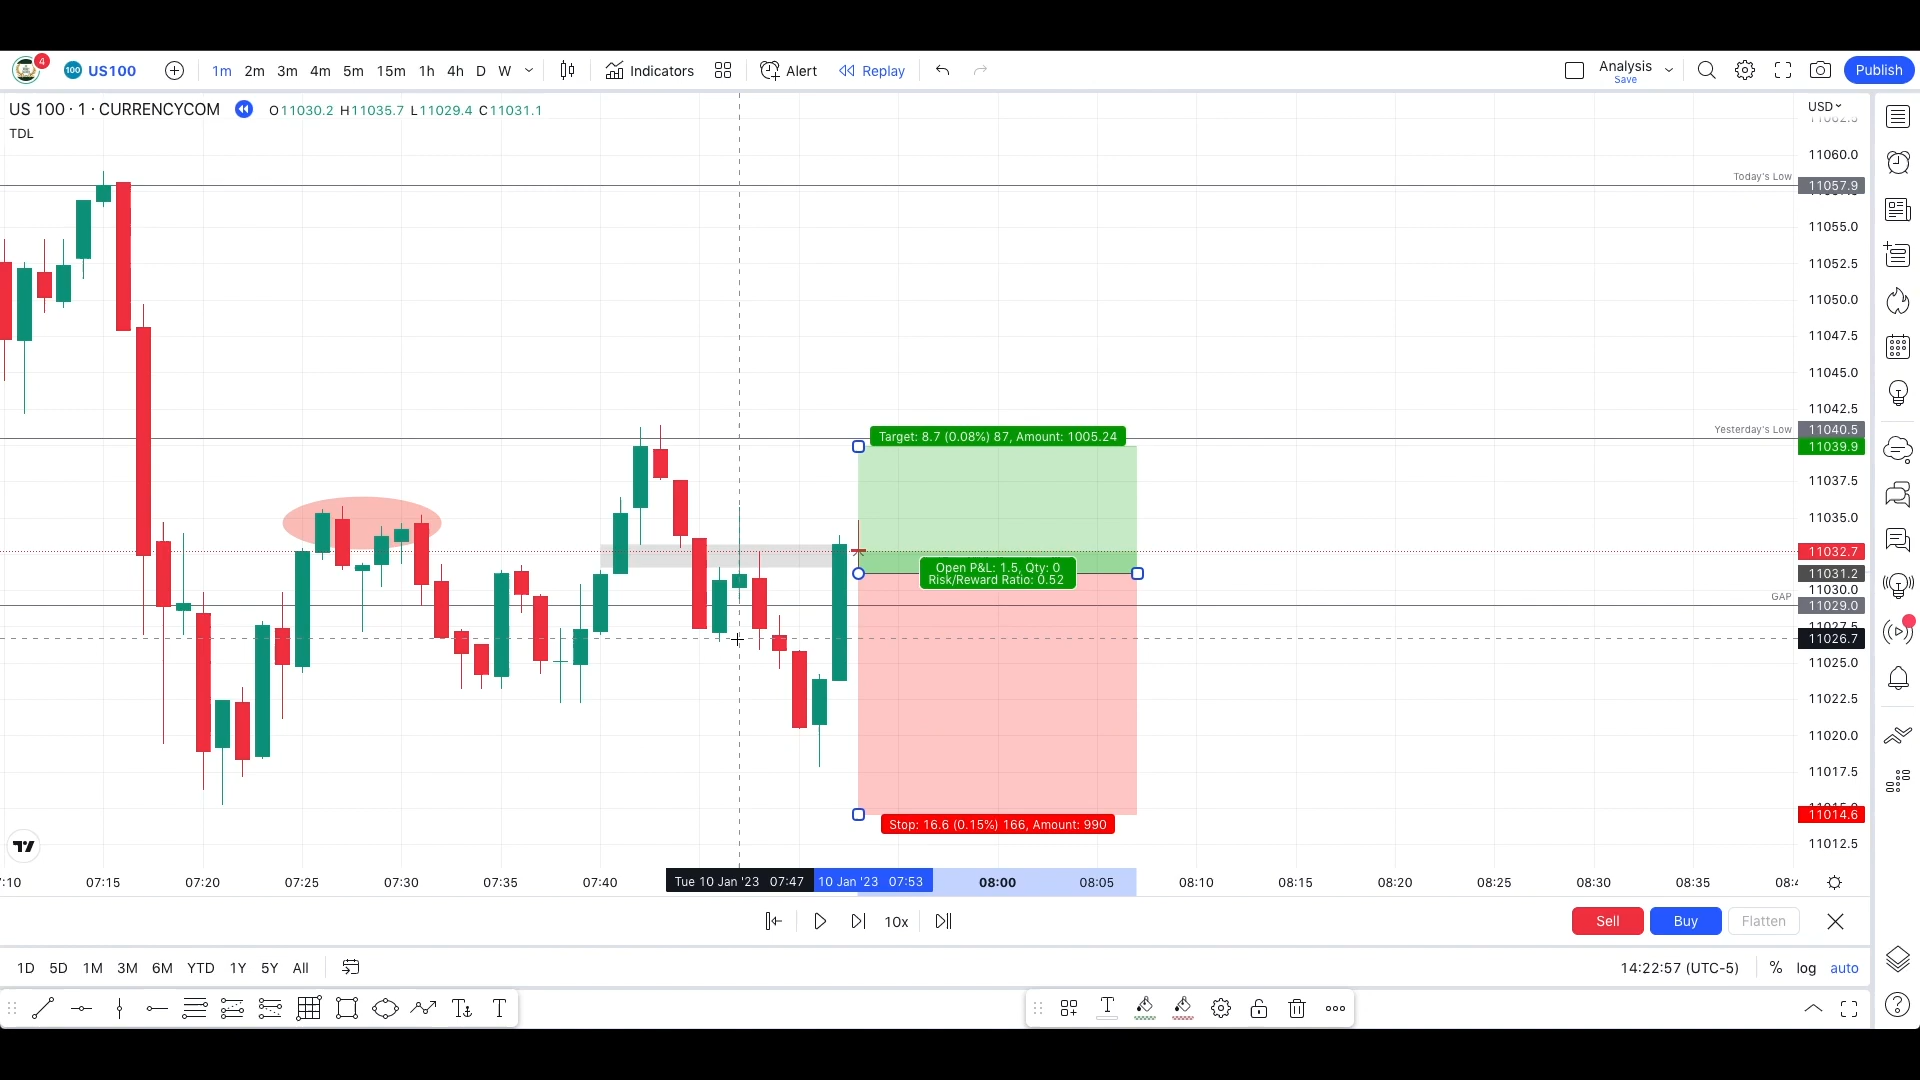 4
100 US100
1m 2m 3m 4m 5m 15m 1h 4h D W
Indicators
Alert
Replay
Analysis
Save
Publish
US 100 · 1 · CURRENCYCOM
O11030.2 H11035.7 L11029.4 C11031.1
TDL
USD
11060.0
Today's Low 11057.9
11055.0
11052.5
11050.0
11047.5
11045.0
11042.5
Yesterday's Low 11040.5
11039.9
11037.5
11035.0
11032.7
11031.2
11030.0
GAP 11029.0
11027.5
11026.7
11025.0
11022.5
11020.0
11017.5
11014.6
11012.5
Target: 8.7 (0.08%) 87, Amount: 1005.24
Open P&L: 1.5, Qty: 0
Risk/Reward Ratio: 0.52
Stop: 16.6 (0.15%) 166, Amount: 990
:10 07:15 07:20 07:25 07:30 07:35 07:40 Tue 10 Jan '23 07:47 10 Jan '23 07:53 08:00 08:05 08:10 08:15 08:20 08:25 08:30 08:35
10x
Sell Buy Flatten
1D 5D 1M 3M 6M YTD 1Y 5Y All
14:22:57 (UTC-5) % log auto